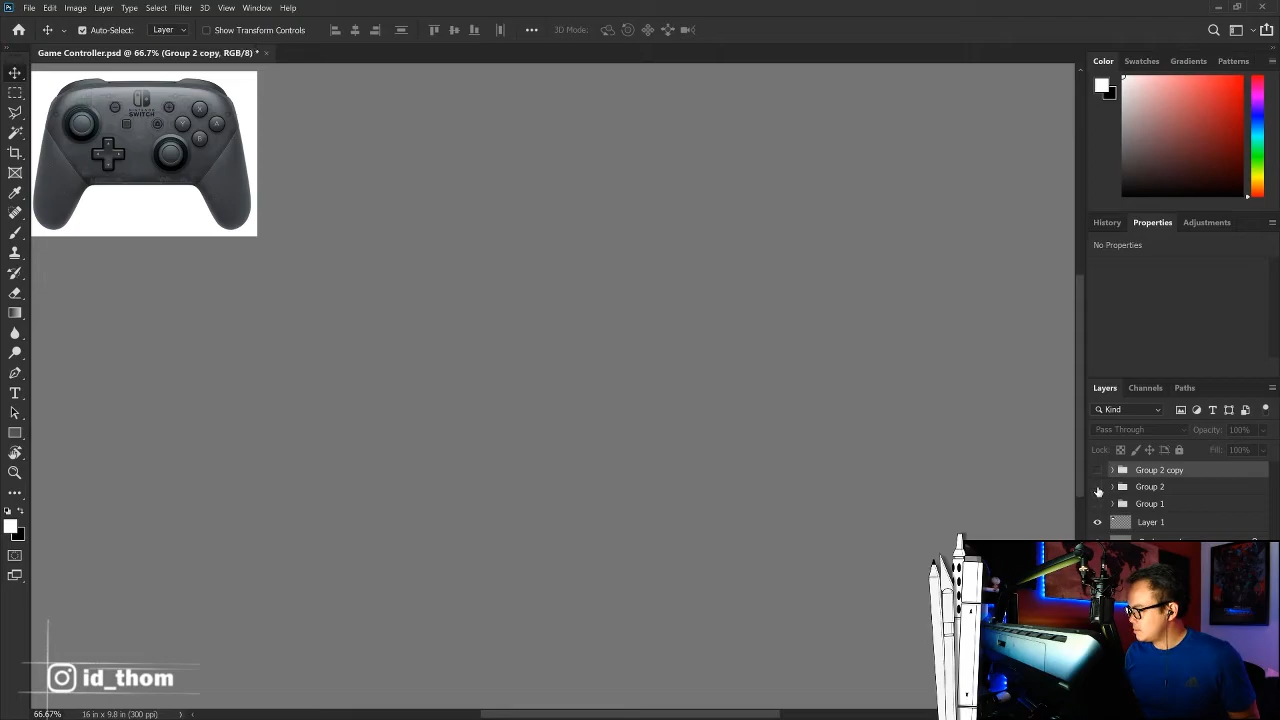 Ps File Edit Image Layer Type Select Filter 3D View Window Help
Auto-Select: Layer Show Transform Controls 3D Mode:
Game Controller.psd @ 66.7% (Group 2 copy, RGB/8) *
Color Swatches Gradients Patterns
NINTENDO
SWITCH
X
Y A
B
History Properties Adjustments
No Properties
Layers Channels Paths
Kind
Pass Through Opacity: 100%
Lock: Fill: 100%
Group 2 copy
Group 2
Group 1
Layer 1
id_thom
66.67% 16 in x 9.8 in (300 ppi)